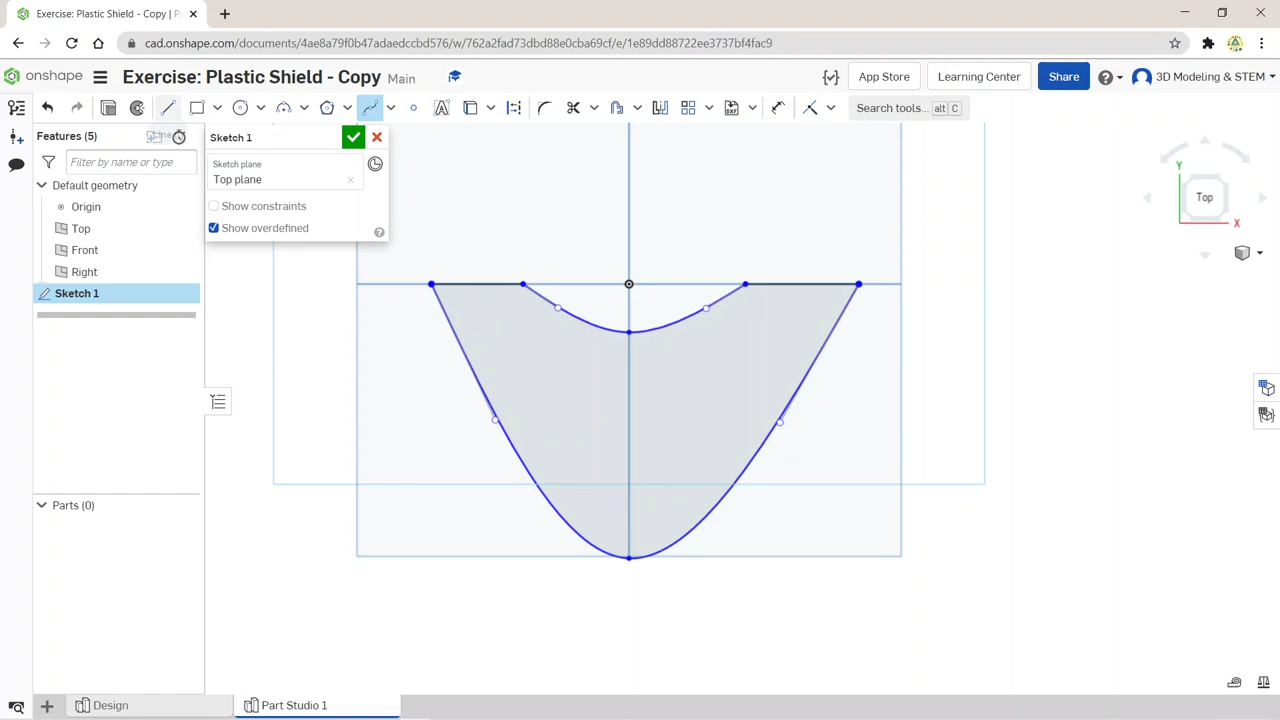 Exercise: Plastic Shield - Copy | P
cad.onshape.com/documents/4ae8a79f0b47adaedccbd576/w/762a2fad73dbd88e0cba69cf/e/1e89dd88722ee3737bf4fac9
onshape
Exercise: Plastic Shield - Copy Main
App Store
Learning Center
Share
3D Modeling & STEM
Search tools... alt C
Features (5)
Filter by name or type
Default geometry
Origin
Top
Front
Right
Sketch 1
Sketch 1
Sketch plane
Top plane
Show constraints
Show overdefined
Y
Top
X
Parts (0)
Design
Part Studio 1